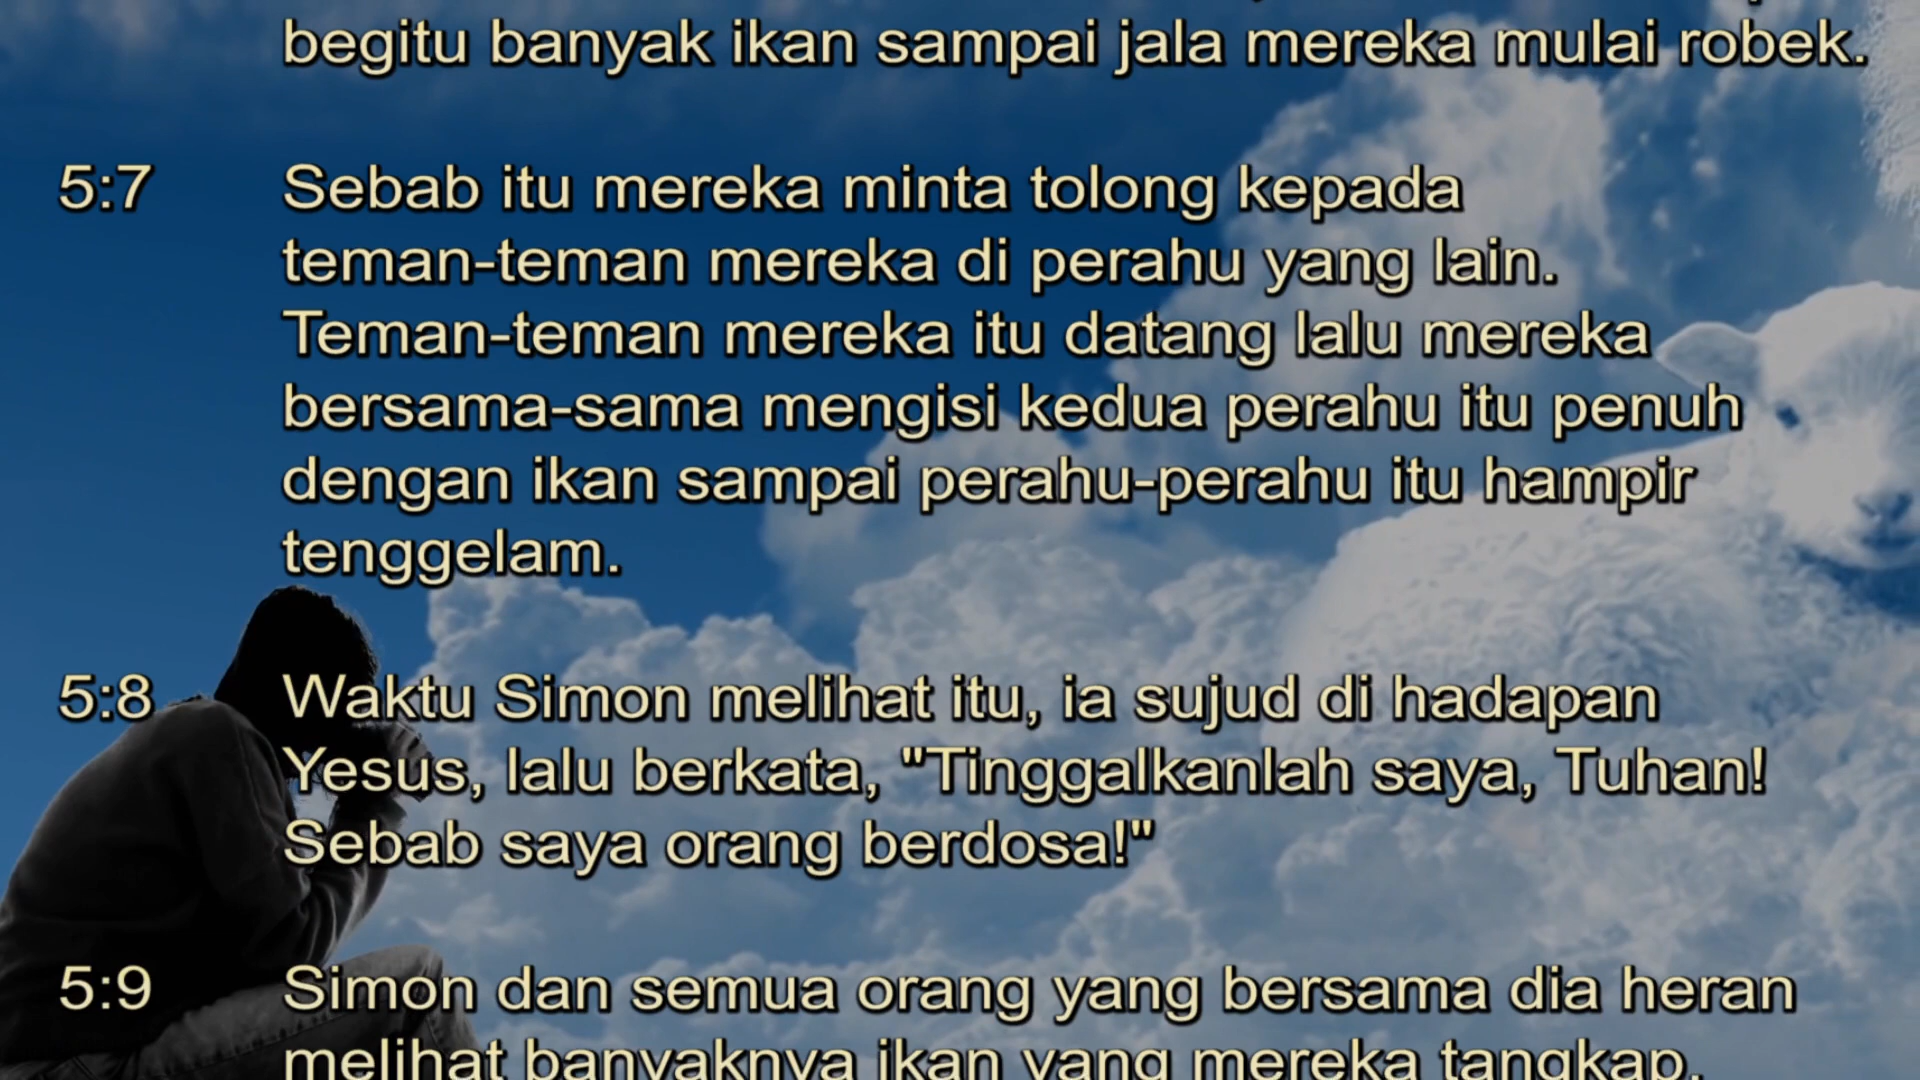 begitu banyak ikan sampai jala mereka mulai robek.
5:7 Sebab itu mereka minta tolong kepada
teman-teman mereka di perahu yang lain.
Teman-teman mereka itu datang lalu mereka
bersama-sama mengisi kedua perahu itu penuh
dengan ikan sampai perahu-perahu itu hampir
tenggelam.
5:8 Waktu Simon melihat itu, ia sujud di hadapan
Yesus, lalu berkata, "Tinggalkanlah saya, Tuhan!
Sebab saya orang berdosa!"
5:9 Simon dan semua orang yang bersama dia heran
melihat banyaknya ikan yang mereka tangkap.